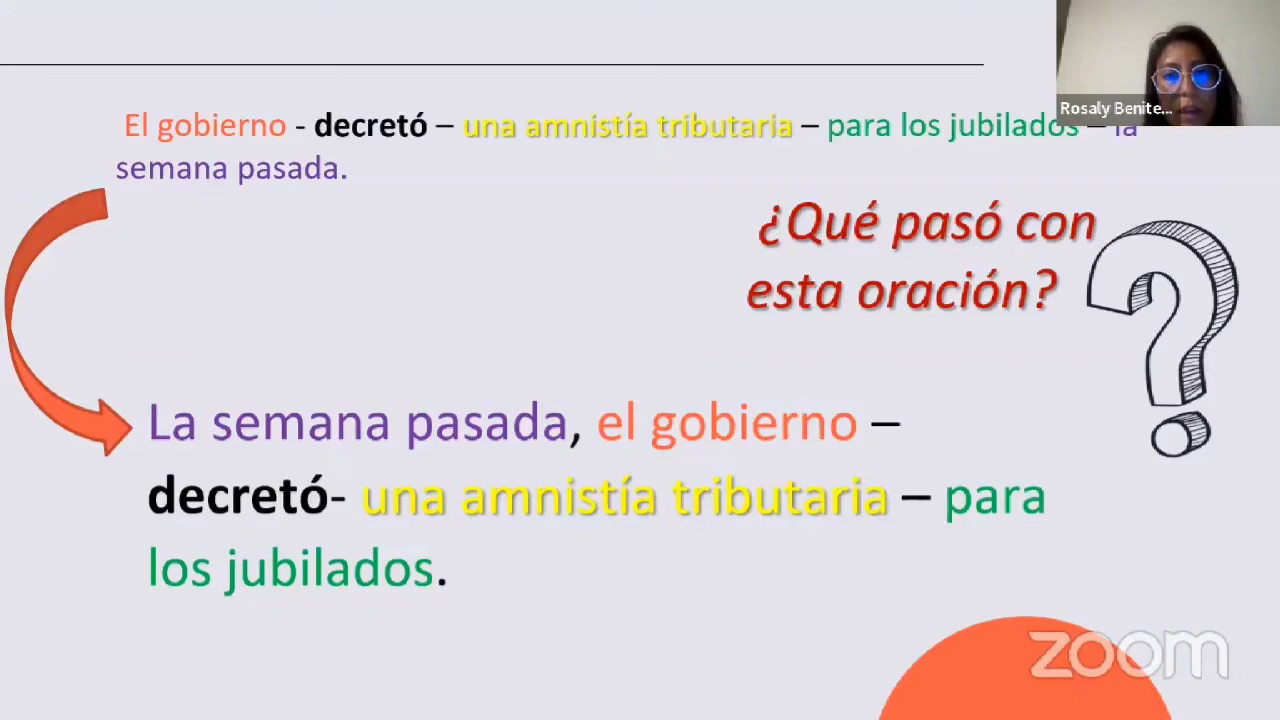 El gobierno - decretó – una amnistía tributaria – para los jubilados – la
semana pasada.
¿Qué pasó con
esta oración?
La semana pasada, el gobierno –
decretó- una amnistía tributaria – para
los jubilados.
Rosaly Benite...
zoom